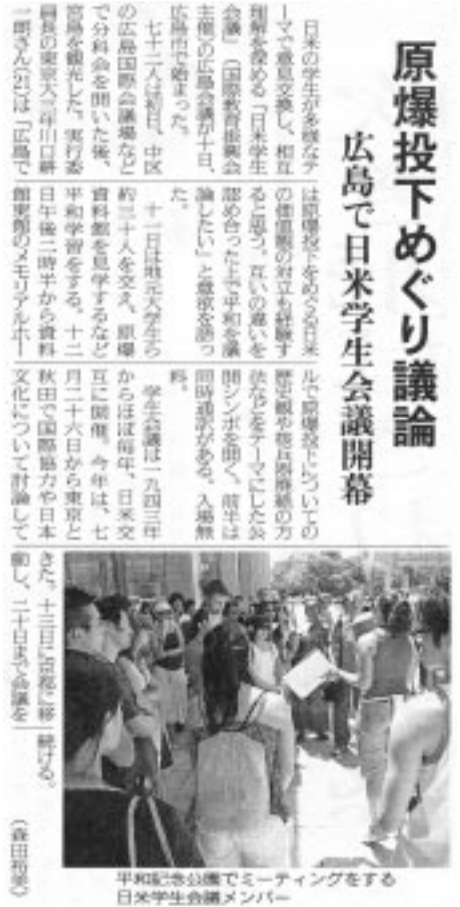 原爆投下めぐり議論
広島で日米学生会議開幕
日米の学生が多様なテ
ーマで意見交換し、相互
理解を深める「日米学生
会議」（国際教育振興会
主催）の広島会議が十日、
広島市で始まった。
七十二人は初日、中区
の広島国際会議場など
で分科会を開いた後、
宮島を観光した。実行委
員長の東京大三年川口耕
一朗さん(21)は「広島で
は原爆投下をめぐる日米
の価値観の対立も経験す
ると思う。互いの違いを
認め合った上で平和を議
論したい」と意欲を語っ
た。
十一日は地元大学生ら
約三十人を交え、原爆
資料館を見学するなど
平和学習をする。十二
日午後二時半から資料
館東館のメモリアルホー
ルで原爆投下についての
歴史観や核兵器廃絶の方
法などをテーマにした公
開シンポを開く。前半は
同時通訳がある。入場無
料。
学生会議は一九四三年
からほぼ毎年、日米交
互に開催。今年は、七
月二十六日から東京と
秋田で国際協力や日本
文化について討論して
きた。十三日に京都に移
動し、二十日まで会議を
続ける。
（森田裕美）
平和記念公園でミーティングをする
日米学生会議メンバー